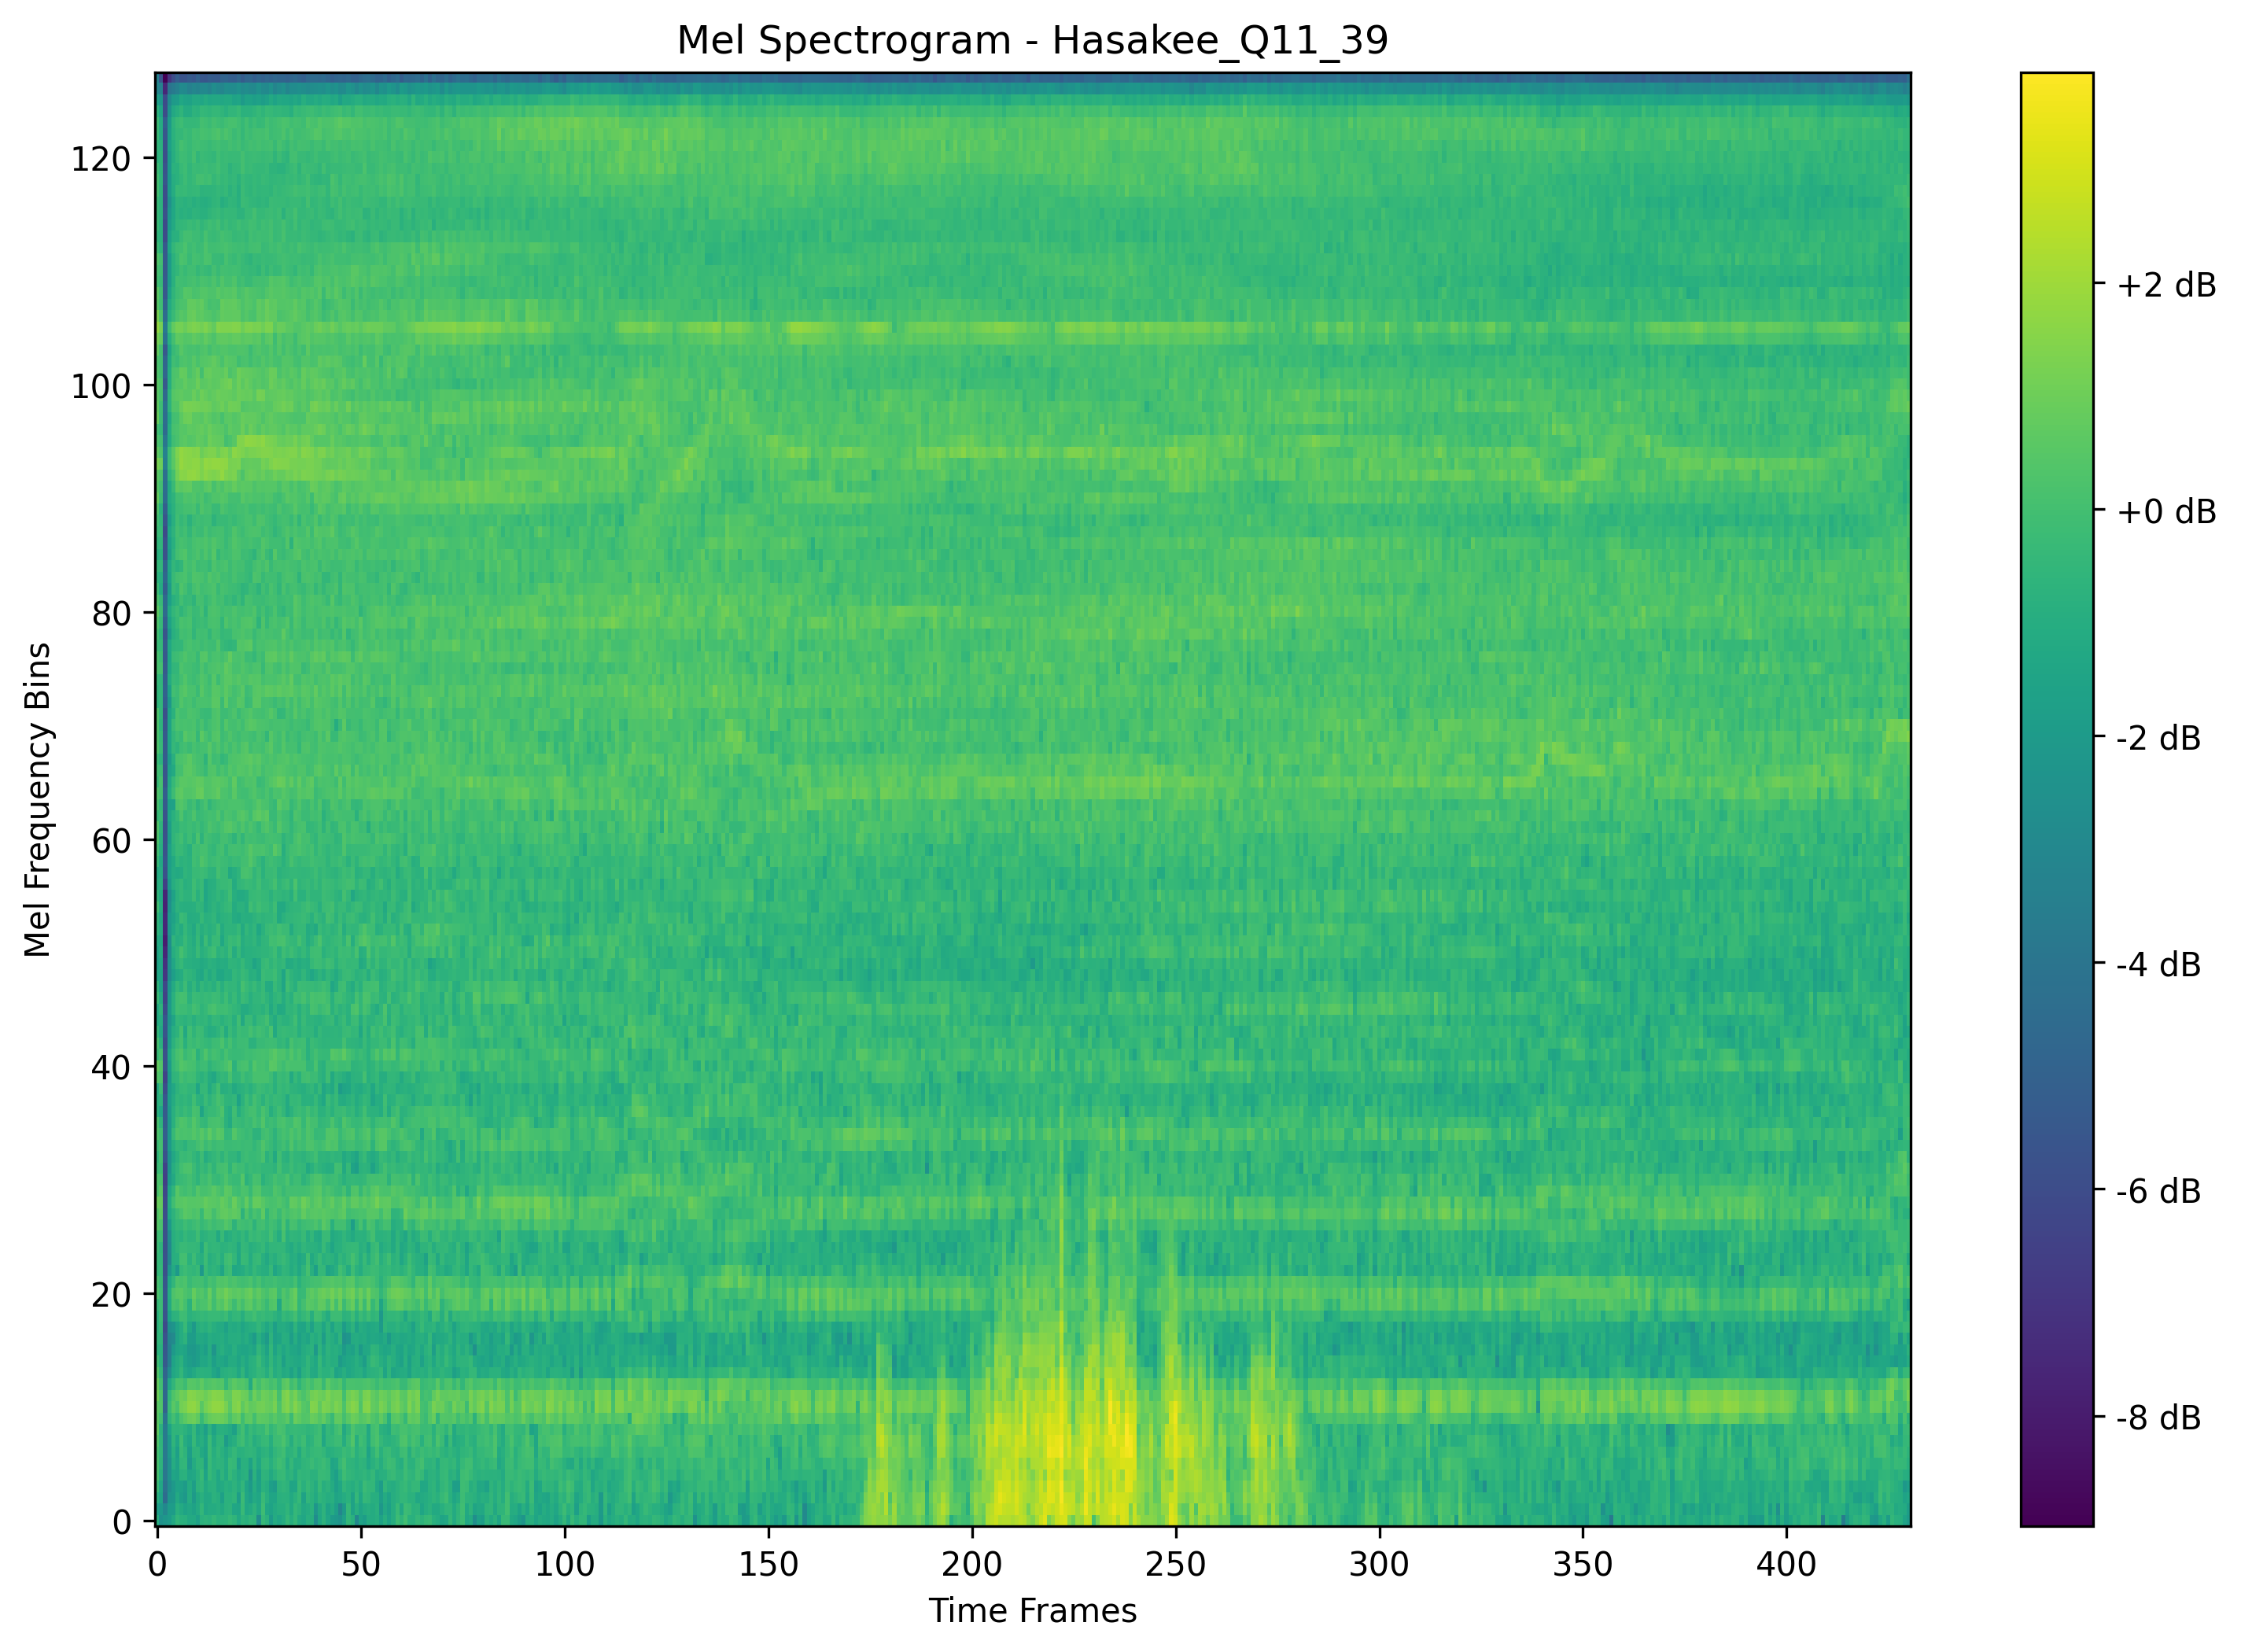 Mel Spectrogram - Hasakee_Q11_39
120
100
80
60
40
20
0
Mel Frequency Bins
0 50 100 150 200 250 300 350 400
Time Frames
+2 dB
+0 dB
-2 dB
-4 dB
-6 dB
-8 dB